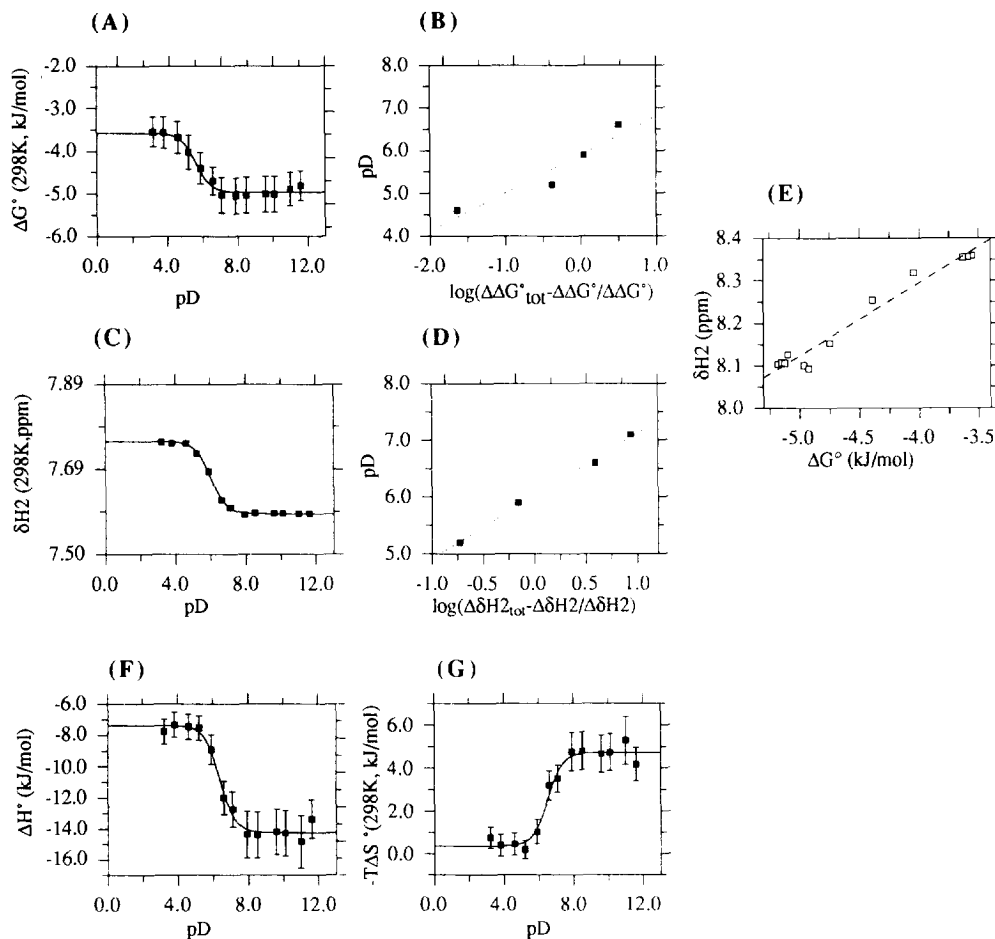 (A)
-2.0
-3.0
-4.0
-5.0
-6.0
ΔG° (298K, kJ/mol)
0.0 4.0 8.0 12.0
pD
(B)
8.0
7.0
6.0
5.0
4.0
pD
-2.0 -1.0 0.0 1.0
log(ΔΔG°tot-ΔΔG°/ΔΔG°)
(E)
8.4
8.3
8.2
8.1
8.0
δH2 (ppm)
-5.0 -4.5 -4.0 -3.5
ΔG° (kJ/mol)
(C)
7.89
7.69
7.50
δH2 (298K,ppm)
0.0 4.0 8.0 12.0
pD
(D)
8.0
7.0
6.0
5.0
pD
-1.0 -0.5 0.0 0.5 1.0
log(ΔδH2tot-ΔδH2/ΔδH2)
(F)
-6.0
-8.0
-10.0
-12.0
-14.0
-16.0
ΔH° (kJ/mol)
0.0 4.0 8.0 12.0
pD
(G)
6.0
4.0
2.0
0.0
-TΔS° (298K, kJ/mol)
0.0 4.0 8.0 12.0
pD